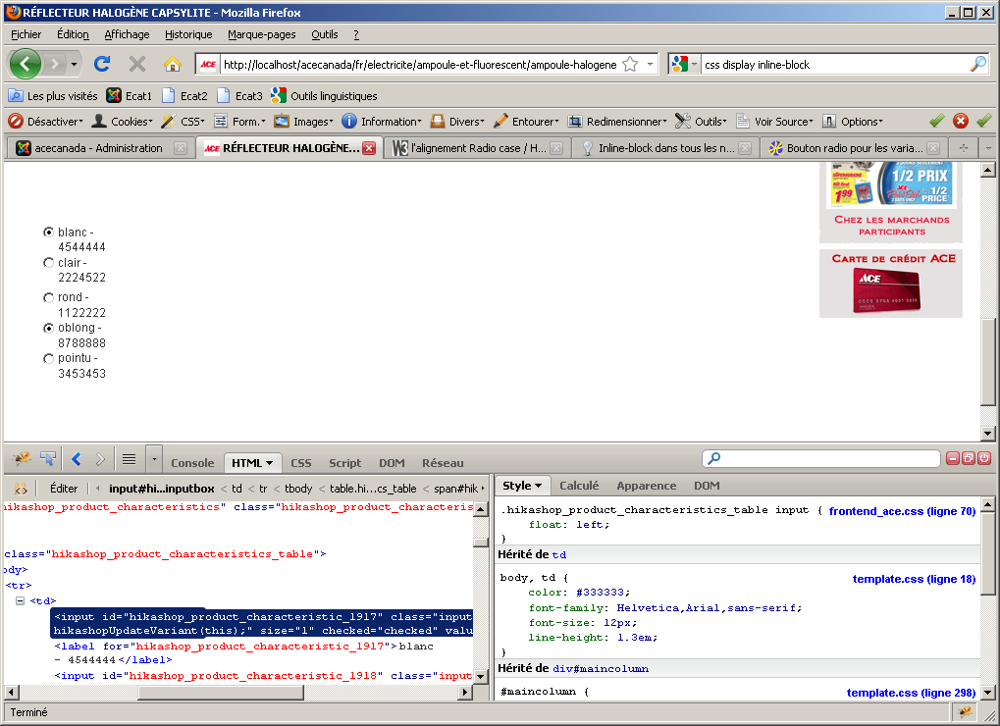 RÉFLECTEUR HALOGÈNE CAPSYLITE - Mozilla Firefox
Fichier Édition Affichage Historique Marque-pages Outils ?
ACE http://localhost/acecanada/fr/electricite/ampoule-et-fluorescent/ampoule-halogene css display inline-block
Les plus visités Ecat1 Ecat2 Ecat3 Outils linguistiques
Désactiver Cookies CSS Form. Images Information Divers Entourer Redimensionner Outils Voir Source Options
acecanada - Administration ACE RÉFLECTEUR HALOGÈNE... W3 l'alignement Radio case / H... Inline-block dans tous les n... Bouton radio pour les varia...
1/2 PRIX
1.99
1/2
PRICE
CHEZ LES MARCHANDS
PARTICIPANTS
CARTE DE CRÉDIT ACE
ACE
blanc -
4544444
clair -
2224522
rond -
1122222
oblong -
8788888
pointu -
3453453
Console HTML CSS Script DOM Réseau
Éditer input#hi...inputbox < td < tr < tbody < table.hi...cs_table < span#hik
Style Calculé Apparence DOM
hikashop_product_characteristics" class="hikashop_product_characteris
class="hikashop_product_characteristics_table">
ody>
<tr>
<td>
<input id="hikashop_product_characteristic_1917" class="input
hikashopUpdateVariant(this);" size="1" checked="checked" valu
<label for="hikashop_product_characteristic_1917">blanc
- 4544444</label>
<input id="hikashop_product_characteristic_1918" class="input
.hikashop_product_characteristics_table input { frontend_ace.css (ligne 70)
float: left;
}
Hérité de td
body, td { template.css (ligne 18)
color: #333333;
font-family: Helvetica,Arial,sans-serif;
font-size: 12px;
line-height: 1.3em;
}
Hérité de div#maincolumn
#maincolumn { template.css (ligne 298)
Terminé